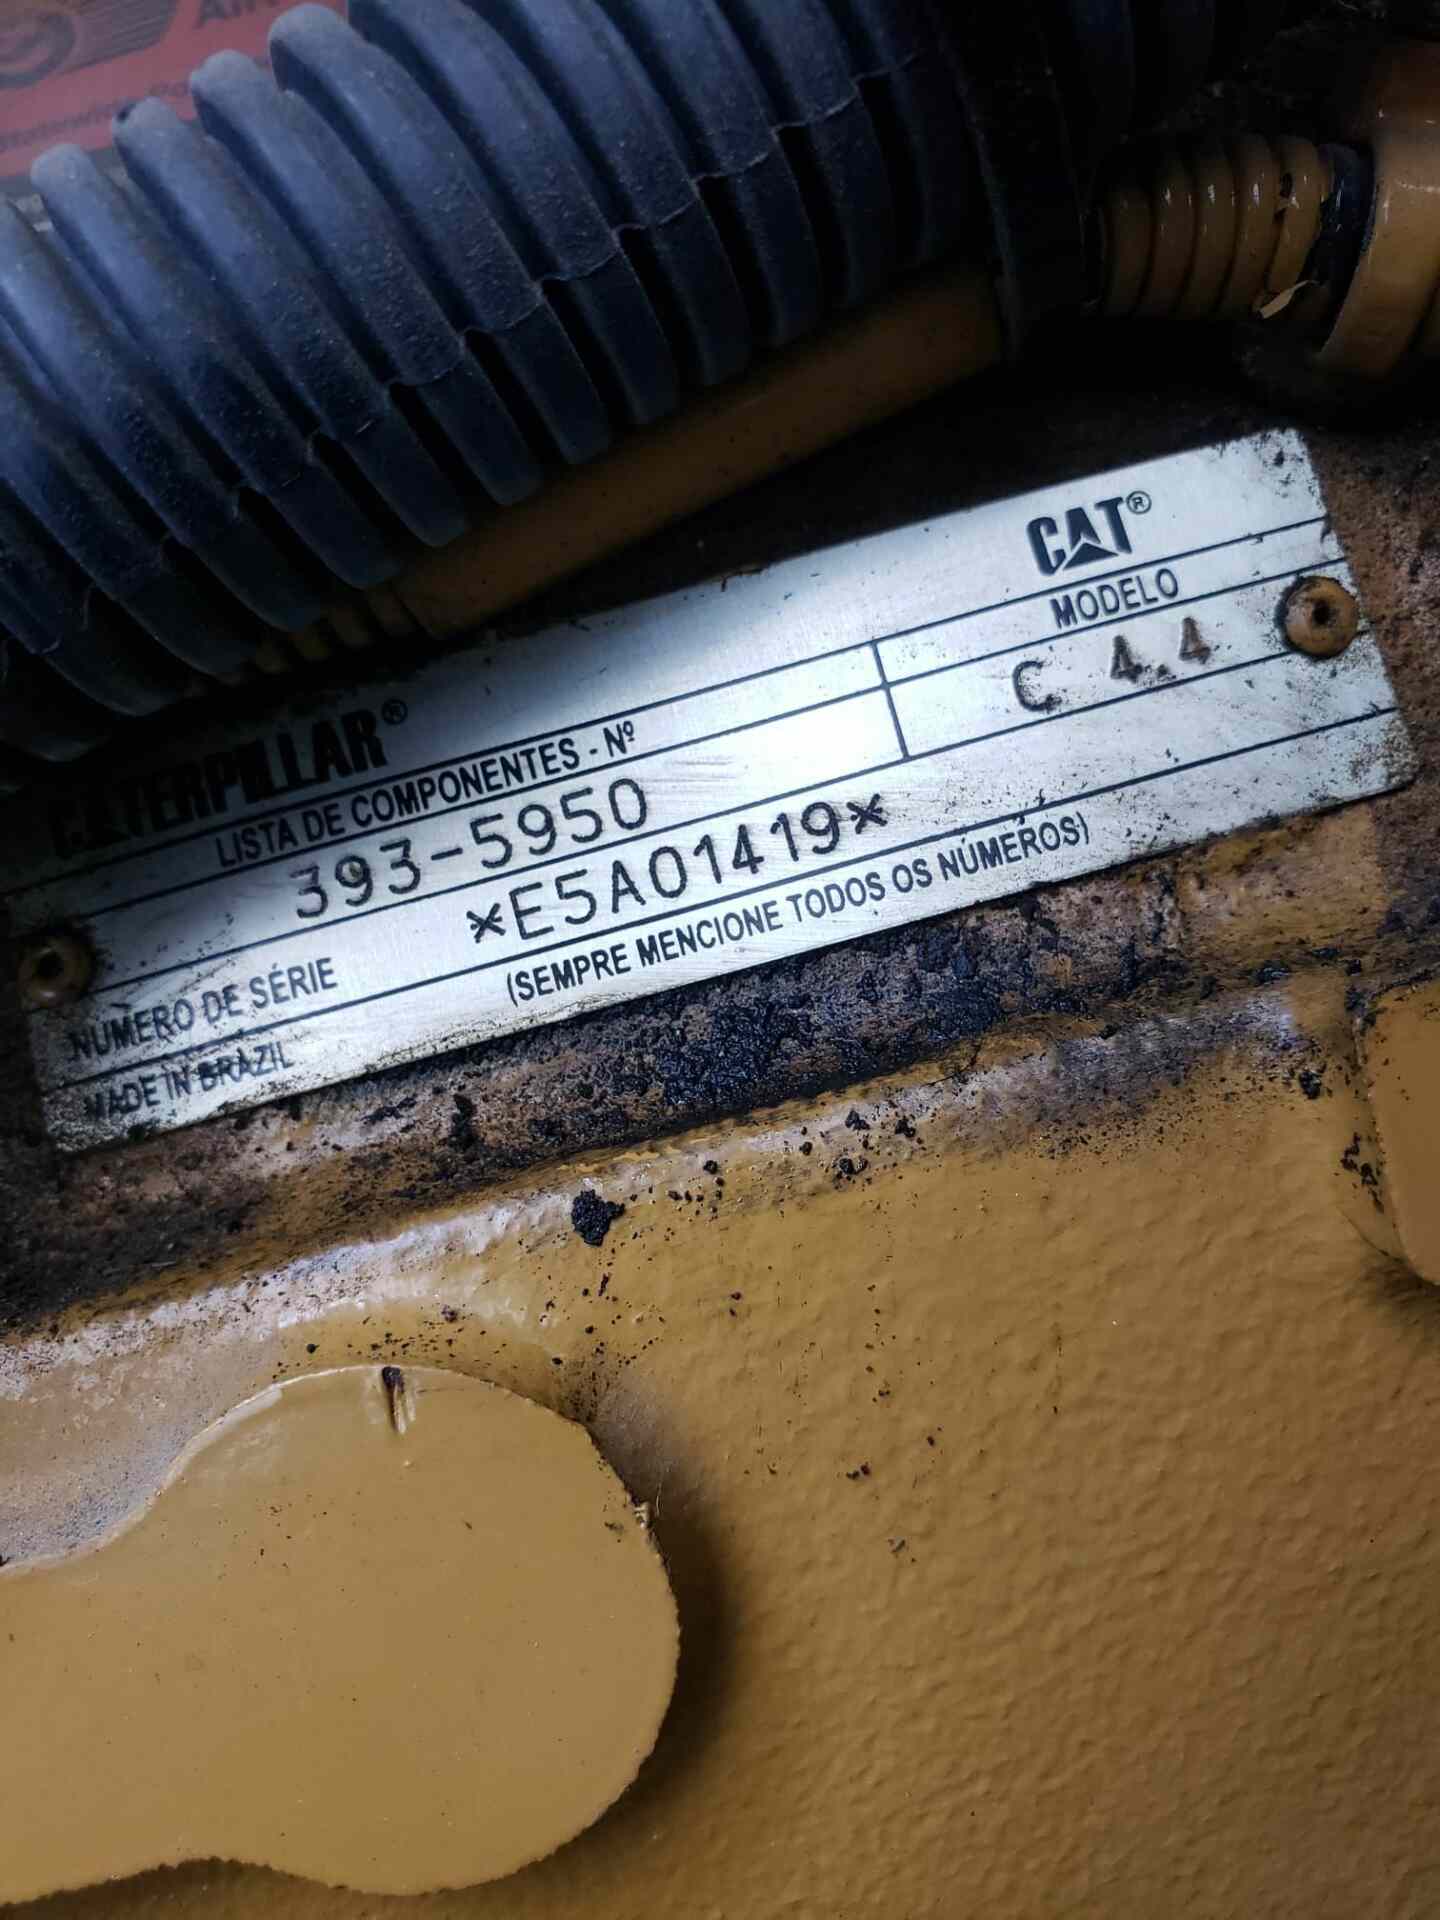 CATERPILLAR®
CAT®
LISTA DE COMPONENTES - Nº
MODELO
393-5950
C 4.4
NÚMERO DE SÉRIE
*E5A01419*
MADE IN BRAZIL
(SEMPRE MENCIONE TODOS OS NÚMEROS)